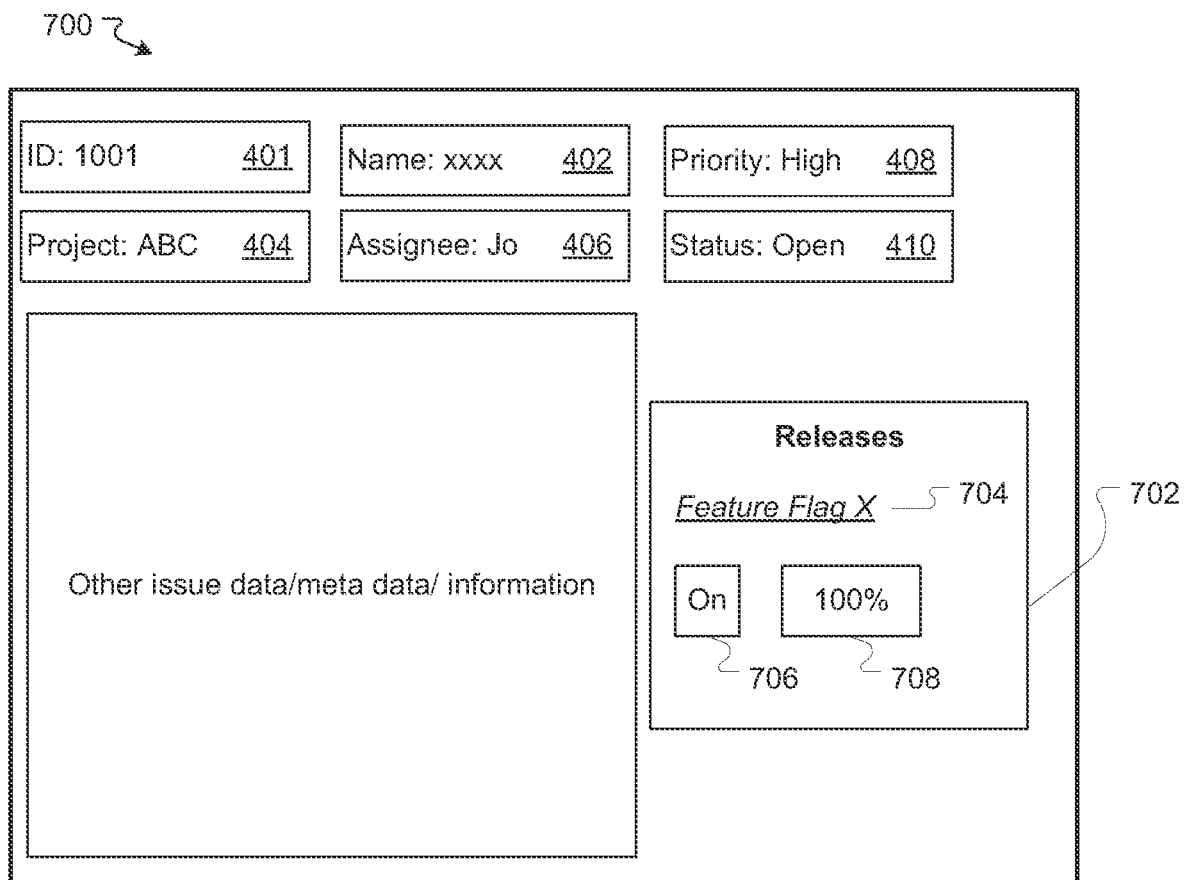 700
ID: 1001 401 Name: xxxx 402 Priority: High 408
Project: ABC 404 Assignee: Jo 406 Status: Open 410
Releases
Feature Flag X 704
702
Other issue data/meta data/ information
On 100%
706 708